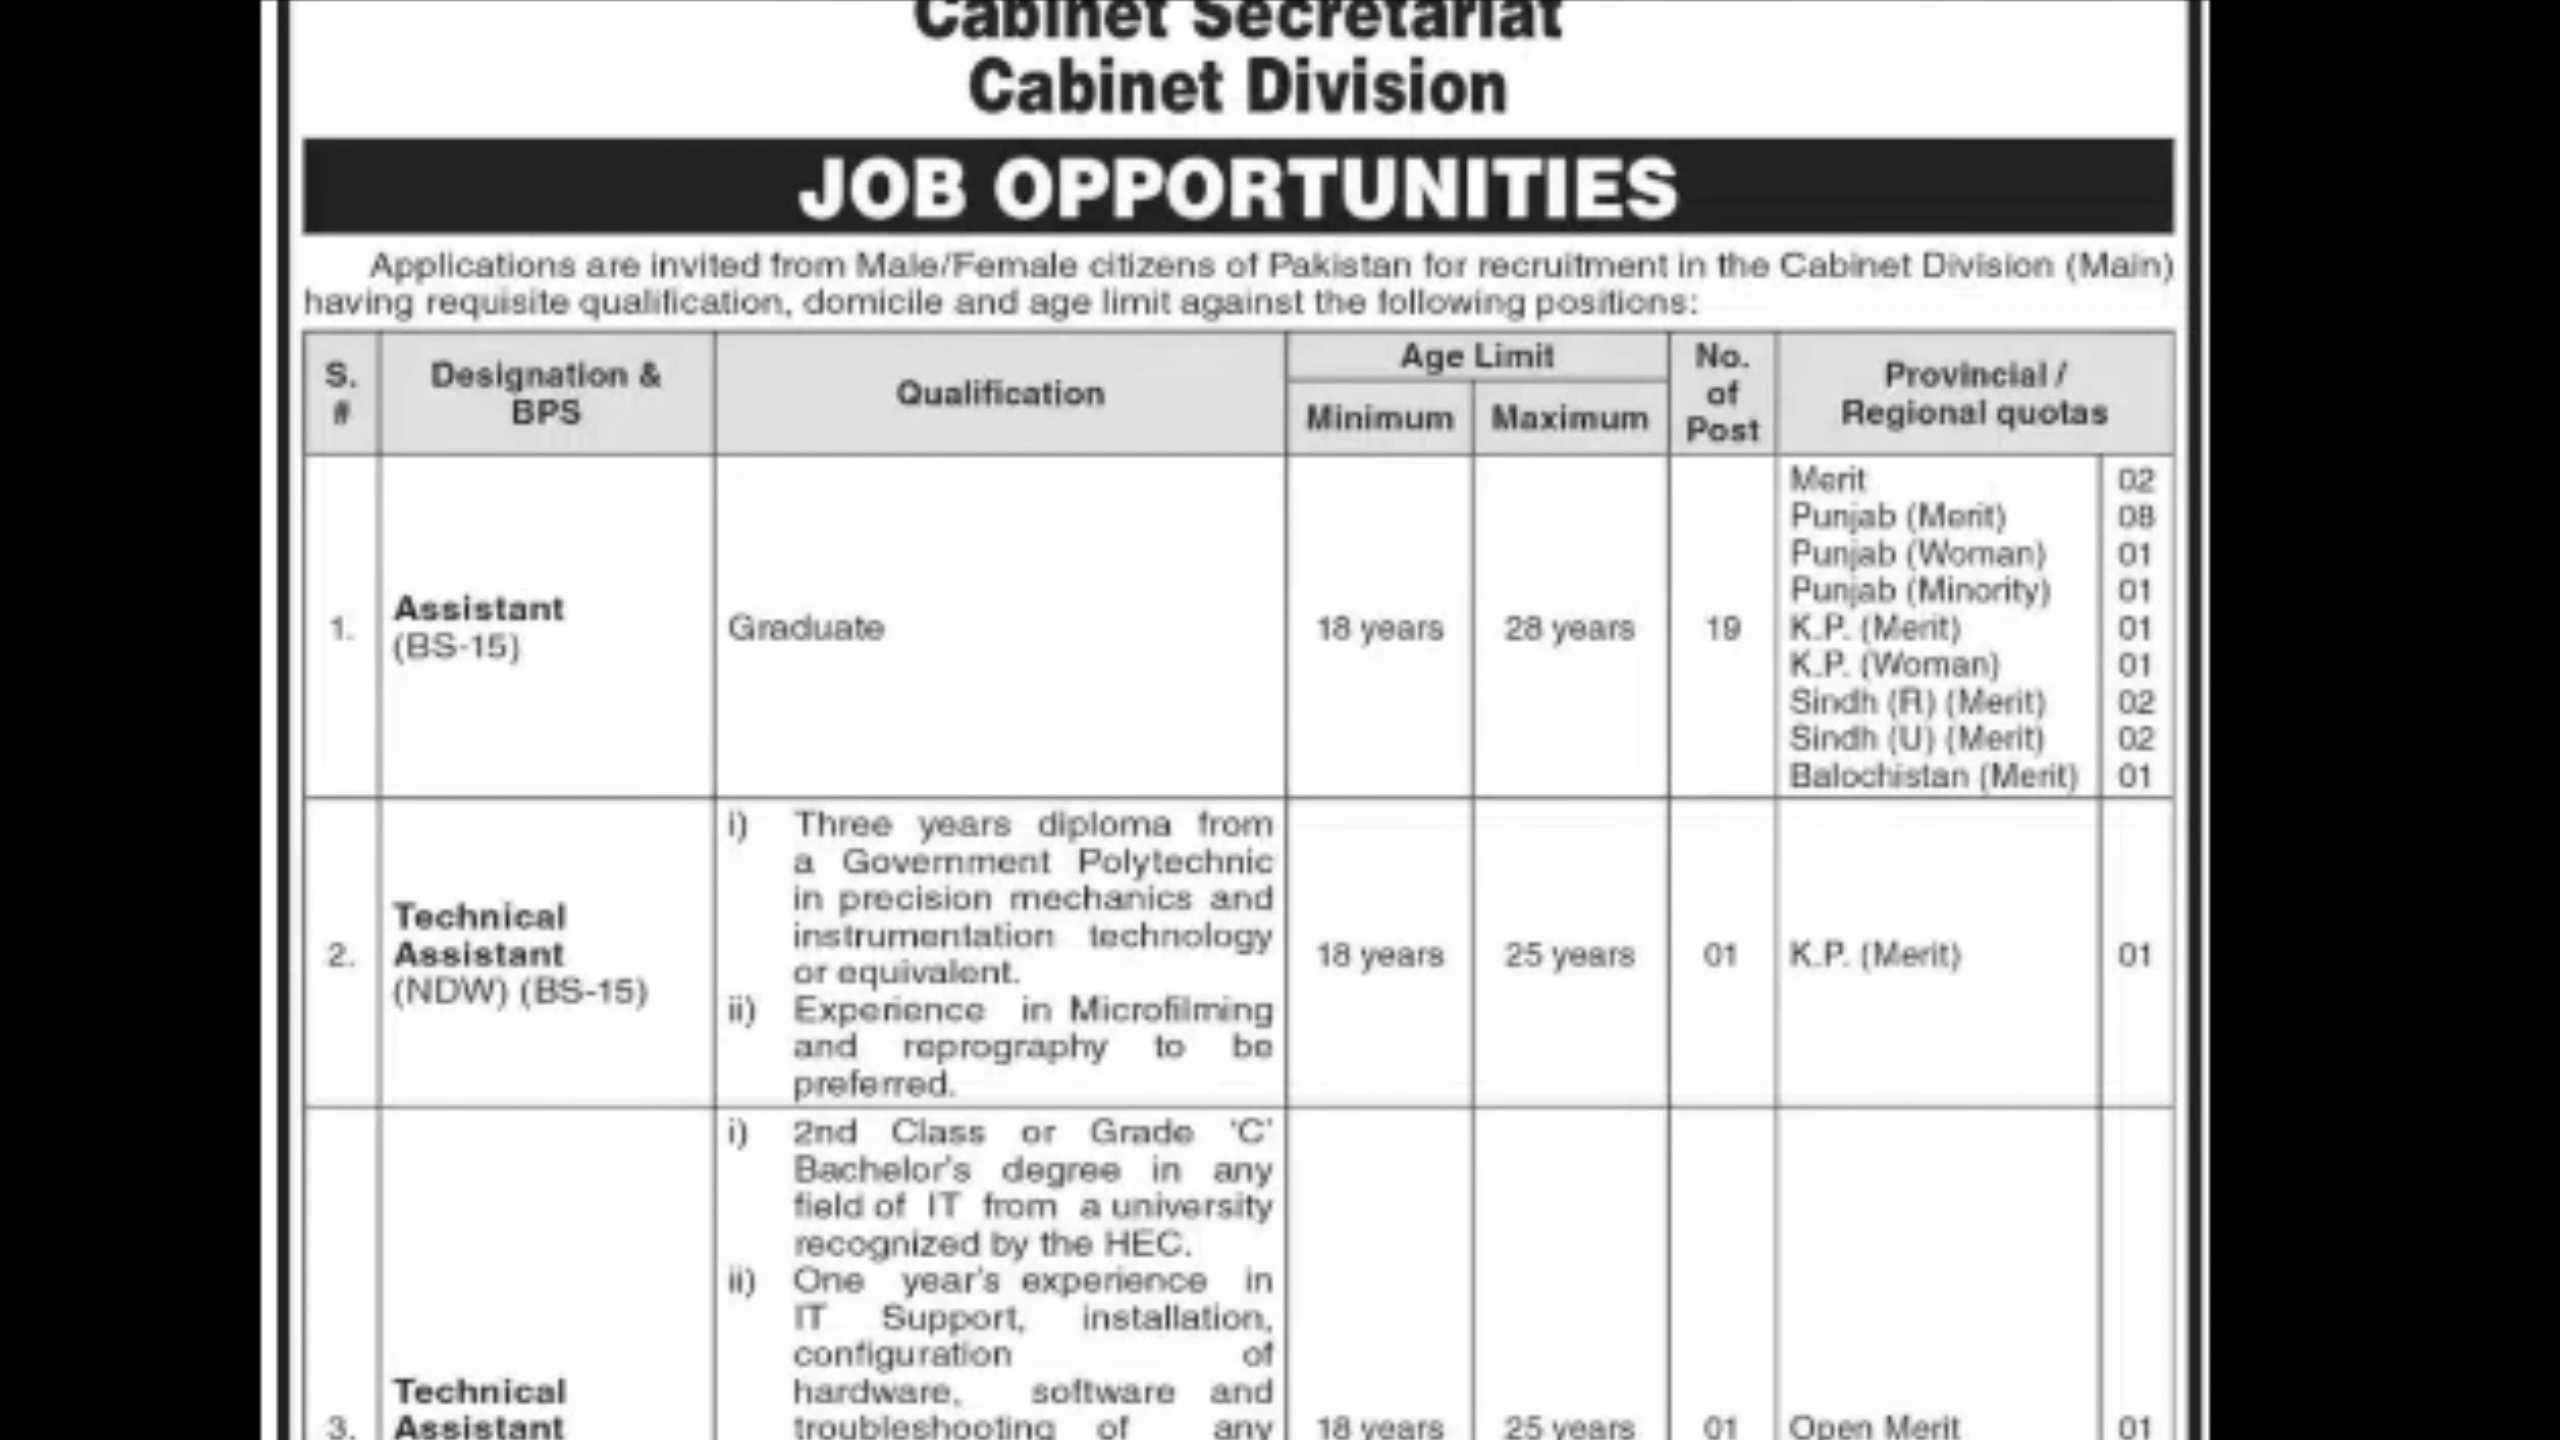 Cabinet Secretariat
Cabinet Division
JOB OPPORTUNITIES
Applications are invited from Male/Female citizens of Pakistan for recruitment in the Cabinet Division (Main)
having requisite qualification, domicile and age limit against the following positions:
S. #
Designation & BPS
Qualification
Age Limit
Minimum
Maximum
No. of Post
Provincial / Regional quotas
1.
Assistant
(BS-15)
Graduate
18 years
28 years
19
Merit 02
Punjab (Merit) 08
Punjab (Woman) 01
Punjab (Minority) 01
K.P. (Merit) 01
K.P. (Woman) 01
Sindh (R) (Merit) 02
Sindh (U) (Merit) 02
Balochistan (Merit) 01
2.
Technical
Assistant
(NDW) (BS-15)
i) Three years diploma from
a Government Polytechnic
in precision mechanics and
instrumentation technology
or equivalent.
ii) Experience in Microfilming
and reprography to be
preferred.
18 years
25 years
01
K.P. (Merit) 01
3.
Technical
Assistant
i) 2nd Class or Grade ‘C’
Bachelor's degree in any
field of IT from a university
recognized by the HEC.
ii) One year's experience in
IT Support, installation,
configuration of
hardware, software and
troubleshooting of any
18 years
25 years
01
Open Merit 01